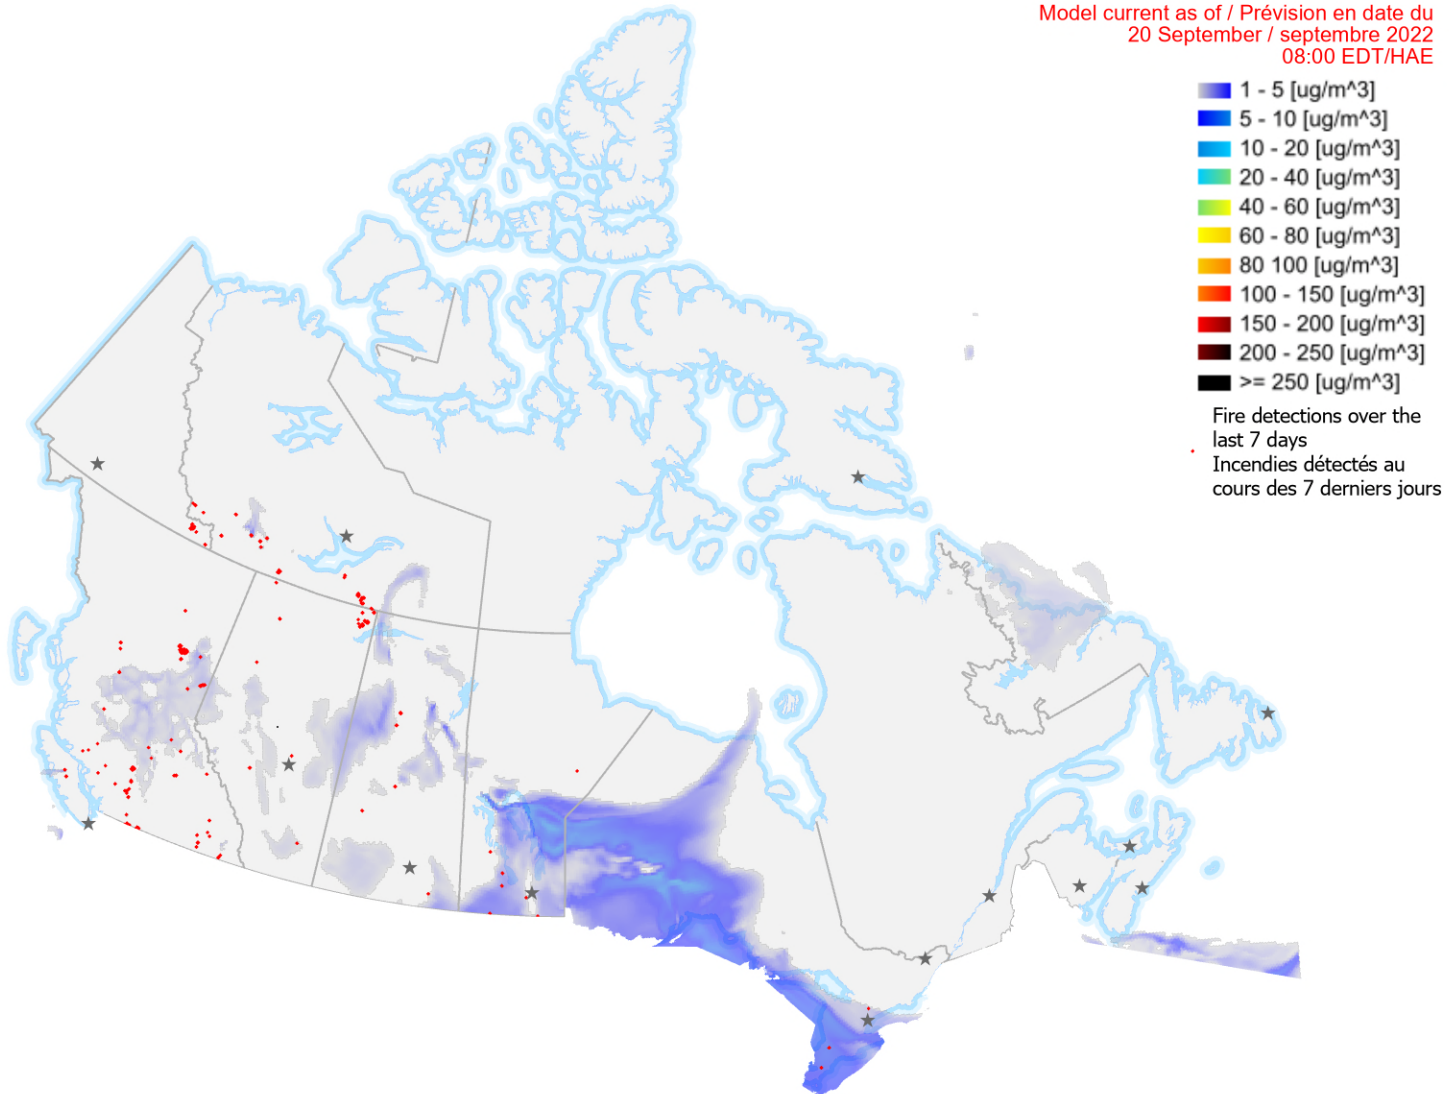 Model current as of / Prévision en date du
20 September / septembre 2022
08:00 EDT/HAE
1 - 5 [ug/m^3]
5 - 10 [ug/m^3]
10 - 20 [ug/m^3]
20 - 40 [ug/m^3]
40 - 60 [ug/m^3]
60 - 80 [ug/m^3]
80 100 [ug/m^3]
100 - 150 [ug/m^3]
150 - 200 [ug/m^3]
200 - 250 [ug/m^3]
>= 250 [ug/m^3]
Fire detections over the
last 7 days
Incendies détectés au
cours des 7 derniers jours